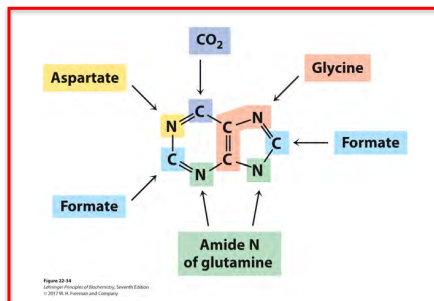 CO₂
Aspartate
Glycine
C
N
N
C
C
C
Formate
C
N
N
Formate
Amide N
of glutamine
Figure 22-34
Lehninger Principles of Biochemistry, Seventh Edition
© 2017 W. H. Freeman and Company